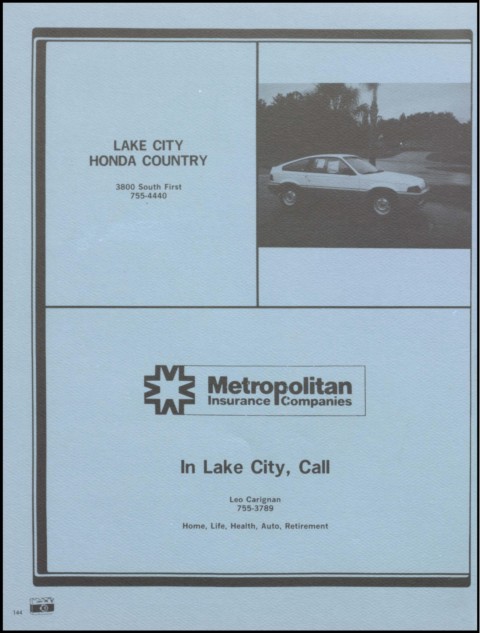 LAKE CITY
HONDA COUNTRY
3800 South First
755-4440
Metropolitan
Insurance Companies
In Lake City, Call
Leo Carignan
755-3789
Home, Life, Health, Auto, Retirement
144